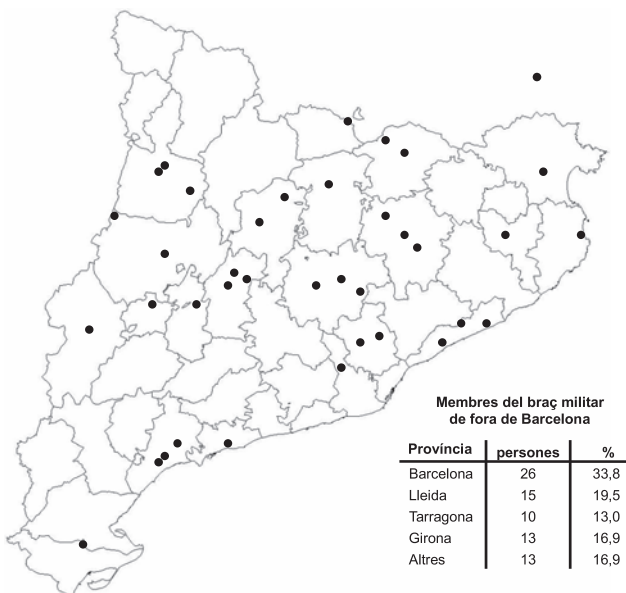 Membres del braç militar
de fora de Barcelona
Província persones %
Barcelona 26 33,8
Lleida 15 19,5
Tarragona 10 13,0
Girona 13 16,9
Altres 13 16,9